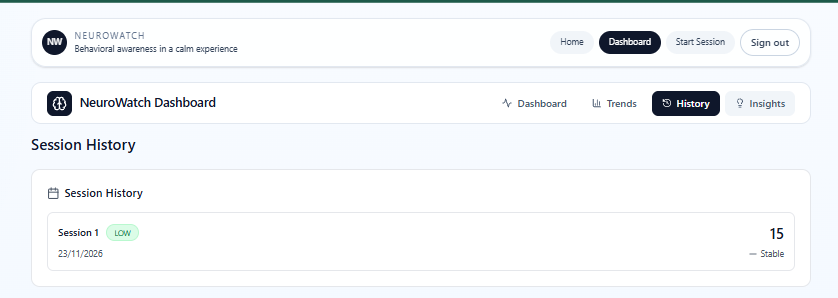 NW
NEUROWATCH
Behavioral awareness in a calm experience
Home
Dashboard
Start Session
Sign out
NeuroWatch Dashboard
Dashboard
Trends
History
Insights
Session History
Session History
Session 1
LOW
15
23/11/2026
— Stable